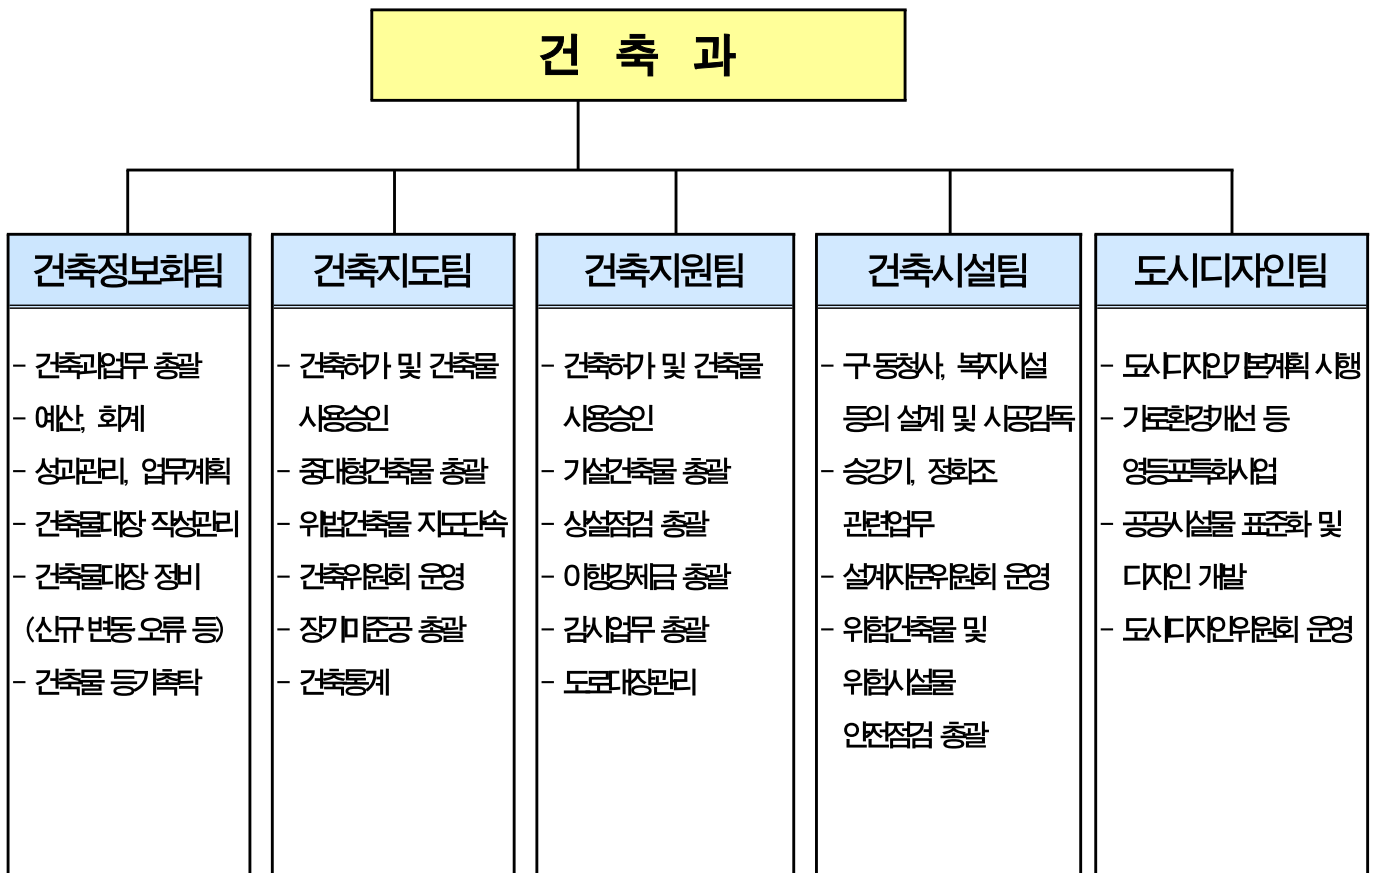 건 축 과
건축정보화팀
- 건축과업무 총괄
- 예산, 회계
- 성과관리, 업무계획
- 건축물대장 작성관리
- 건축물대장 정비
(신규 변동 오류 등)
- 건축물 등기촉탁
건축지도팀
- 건축허가 및 건축물
사용승인
- 중대형건축물 총괄
- 위법건축물 지도단속
- 건축위원회 운영
- 장기미준공 총괄
- 건축통계
건축지원팀
- 건축허가 및 건축물
사용승인
- 가설건축물 총괄
- 상설점검 총괄
- 이행강제금 총괄
- 감사업무 총괄
- 도로대장관리
건축시설팀
- 구 동청사, 복지시설
등의 설계 및 시공감독
- 승강기, 정화조
관련업무
- 설계자문위원회 운영
- 위험건축물 및
위험시설물
안전점검 총괄
도시디자인팀
- 도시디자인기본계획 시행
- 가로환경개선 등
영등포특화사업
- 공공시설물 표준화 및
디자인 개발
- 도시디자인위원회 운영